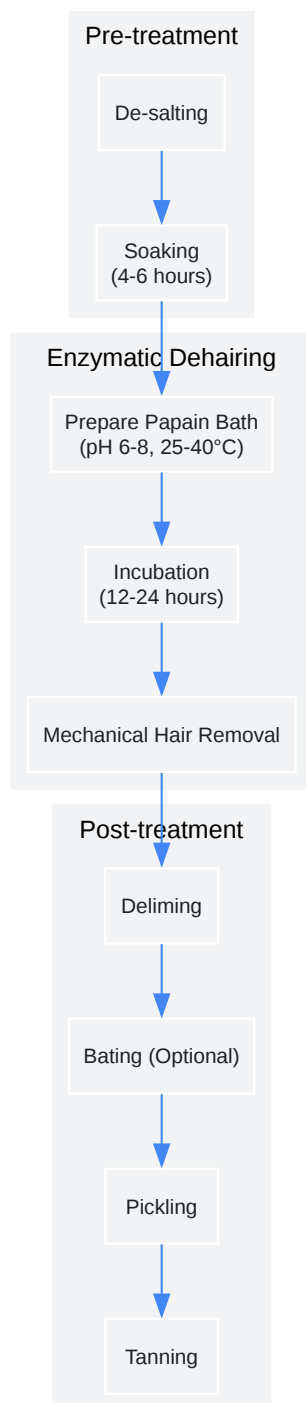 Pre-treatment
De-salting
Soaking
(4-6 hours)
Enzymatic Dehairing
Prepare Papain Bath
(pH 6-8, 25-40°C)
Incubation
(12-24 hours)
Mechanical Hair Removal
Post-treatment
Deliming
Bating (Optional)
Pickling
Tanning